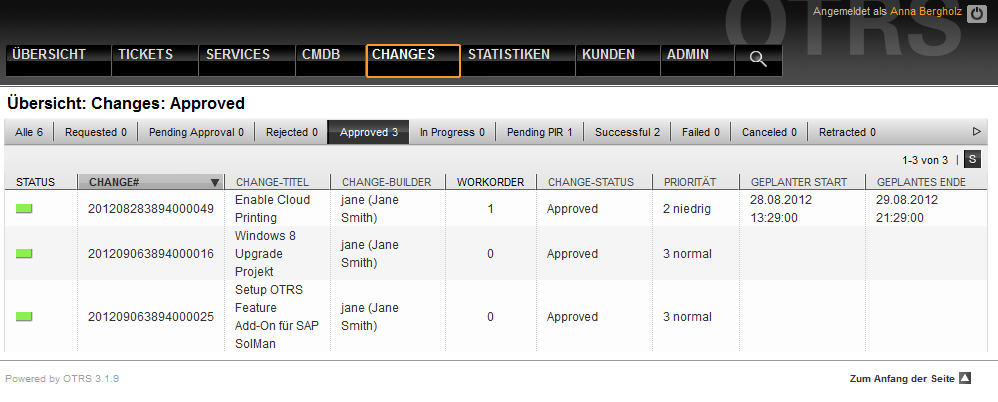 OTRS
Angemeldet als Anna Bergholz
ÜBERSICHT TICKETS SERVICES CMDB CHANGES STATISTIKEN KUNDEN ADMIN
Übersicht: Changes: Approved
Alle 6 Requested 0 Pending Approval 0 Rejected 0 Approved 3 In Progress 0 Pending PIR 1 Successful 2 Failed 0 Canceled 0 Retracted 0
1-3 von 3 | S
STATUS CHANGE# CHANGE-TITEL CHANGE-BUILDER WORKORDER CHANGE-STATUS PRIORITÄT GEPLANTER START GEPLANTES ENDE
201208283894000049 Enable Cloud Printing jane (Jane Smith) 1 Approved 2 niedrig 28.08.2012 13:29:00 29.08.2012 21:29:00
201209063894000016 Windows 8 Upgrade Projekt jane (Jane Smith) 0 Approved 3 normal
201209063894000025 Setup OTRS Feature Add-On für SAP SolMan jane (Jane Smith) 0 Approved 3 normal
Powered by OTRS 3.1.9
Zum Anfang der Seite